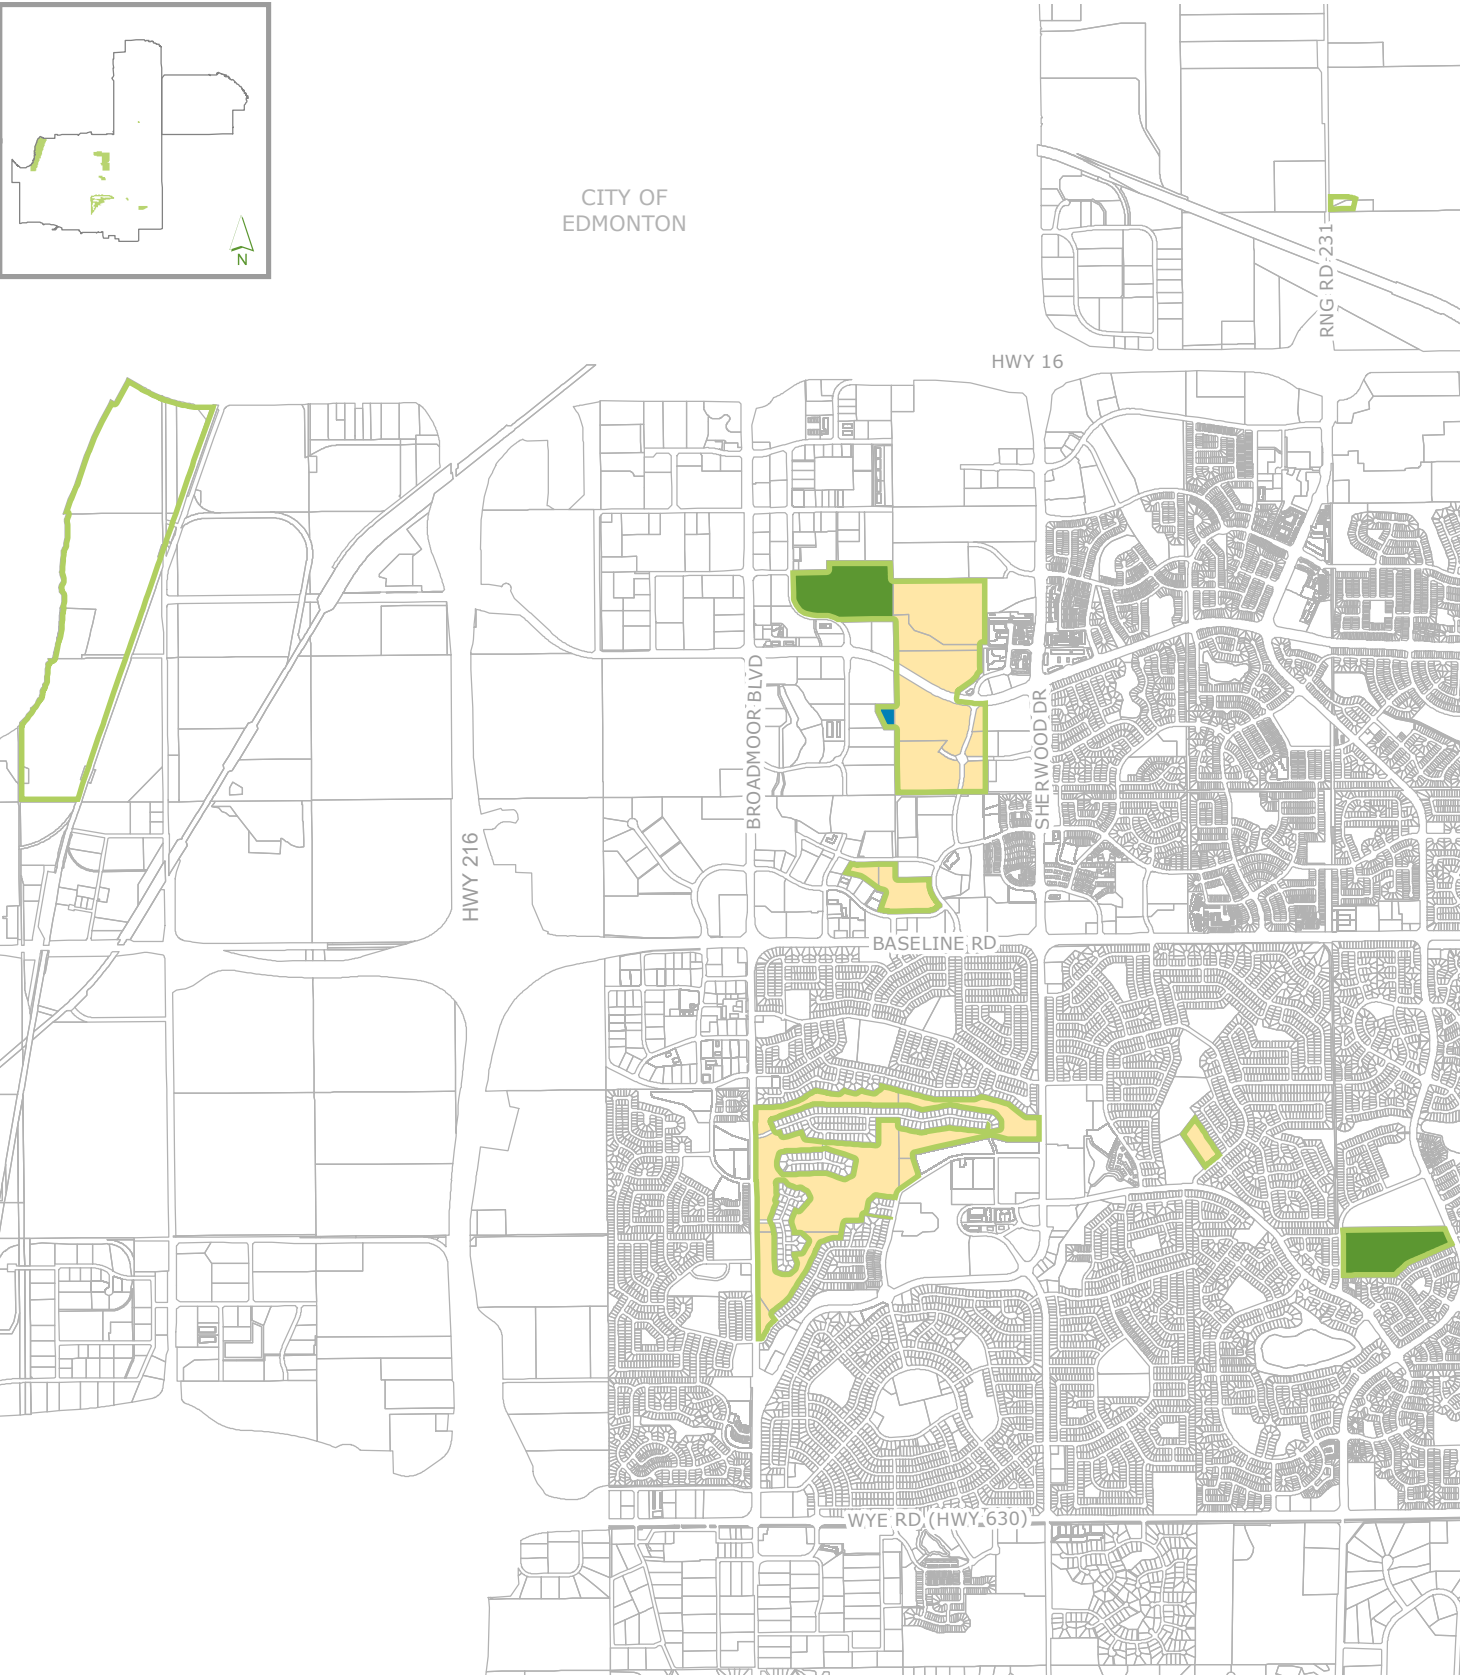 N
CITY OF
EDMONTON
RNG RD 231
HWY 16
BROADMOOR BLVD
SHERWOOD DR
HWY 216
BASELINE RD
WYE RD (HWY 630)